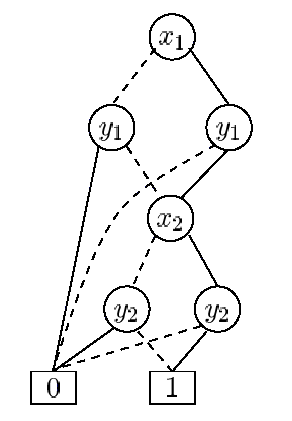 x₁
y₁ y₁
x₂
y₂ y₂
0 1